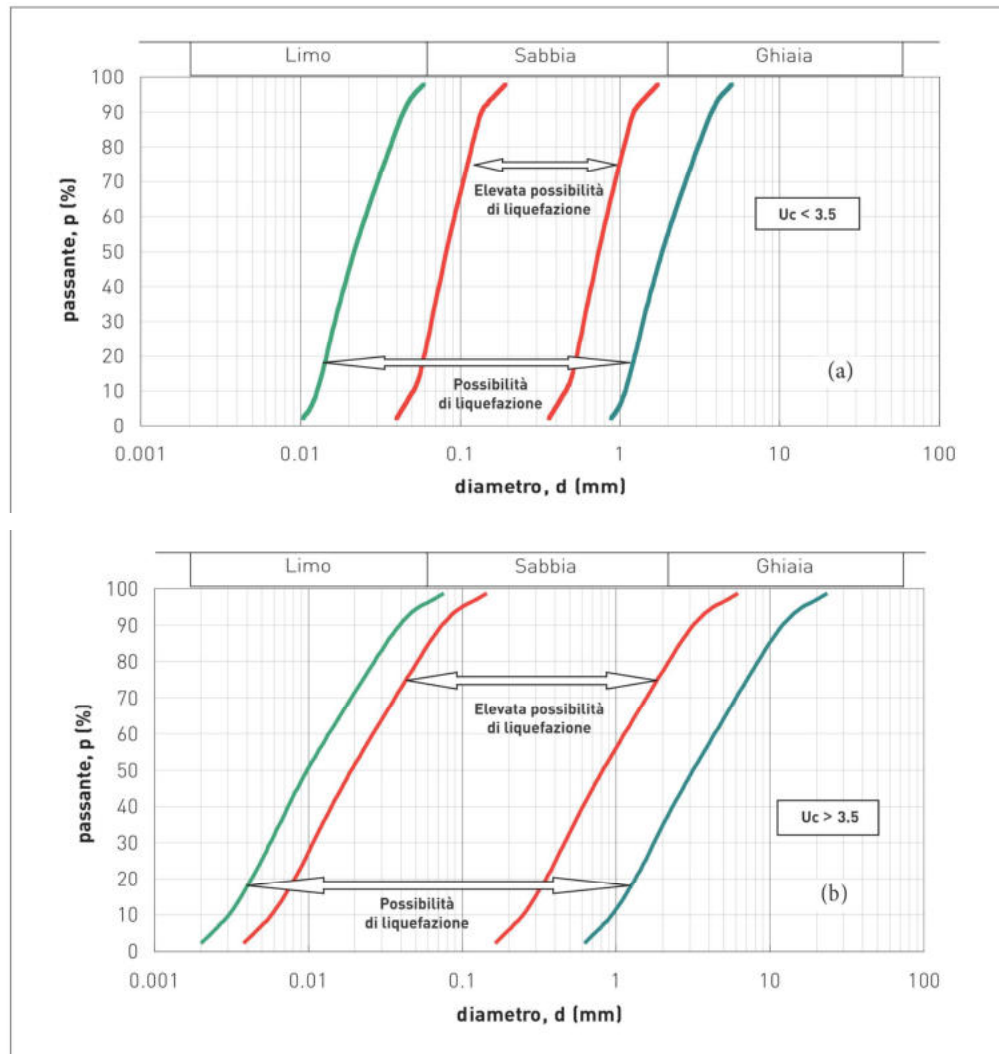 Limo Sabbia Ghiaia
100
90
80
70
60
50
40
30
20
10
0
passante, p (%)
Elevata possibilità
di liquefazione
Uc < 3.5
Possibilità
di liquefazione
(a)
0.001 0.01 0.1 1 10 100
diametro, d (mm)
Limo Sabbia Ghiaia
100
90
80
70
60
50
40
30
20
10
0
passante, p (%)
Elevata possibilità
di liquefazione
Uc > 3.5
Possibilità
di liquefazione
(b)
0.001 0.01 0.1 1 10 100
diametro, d (mm)